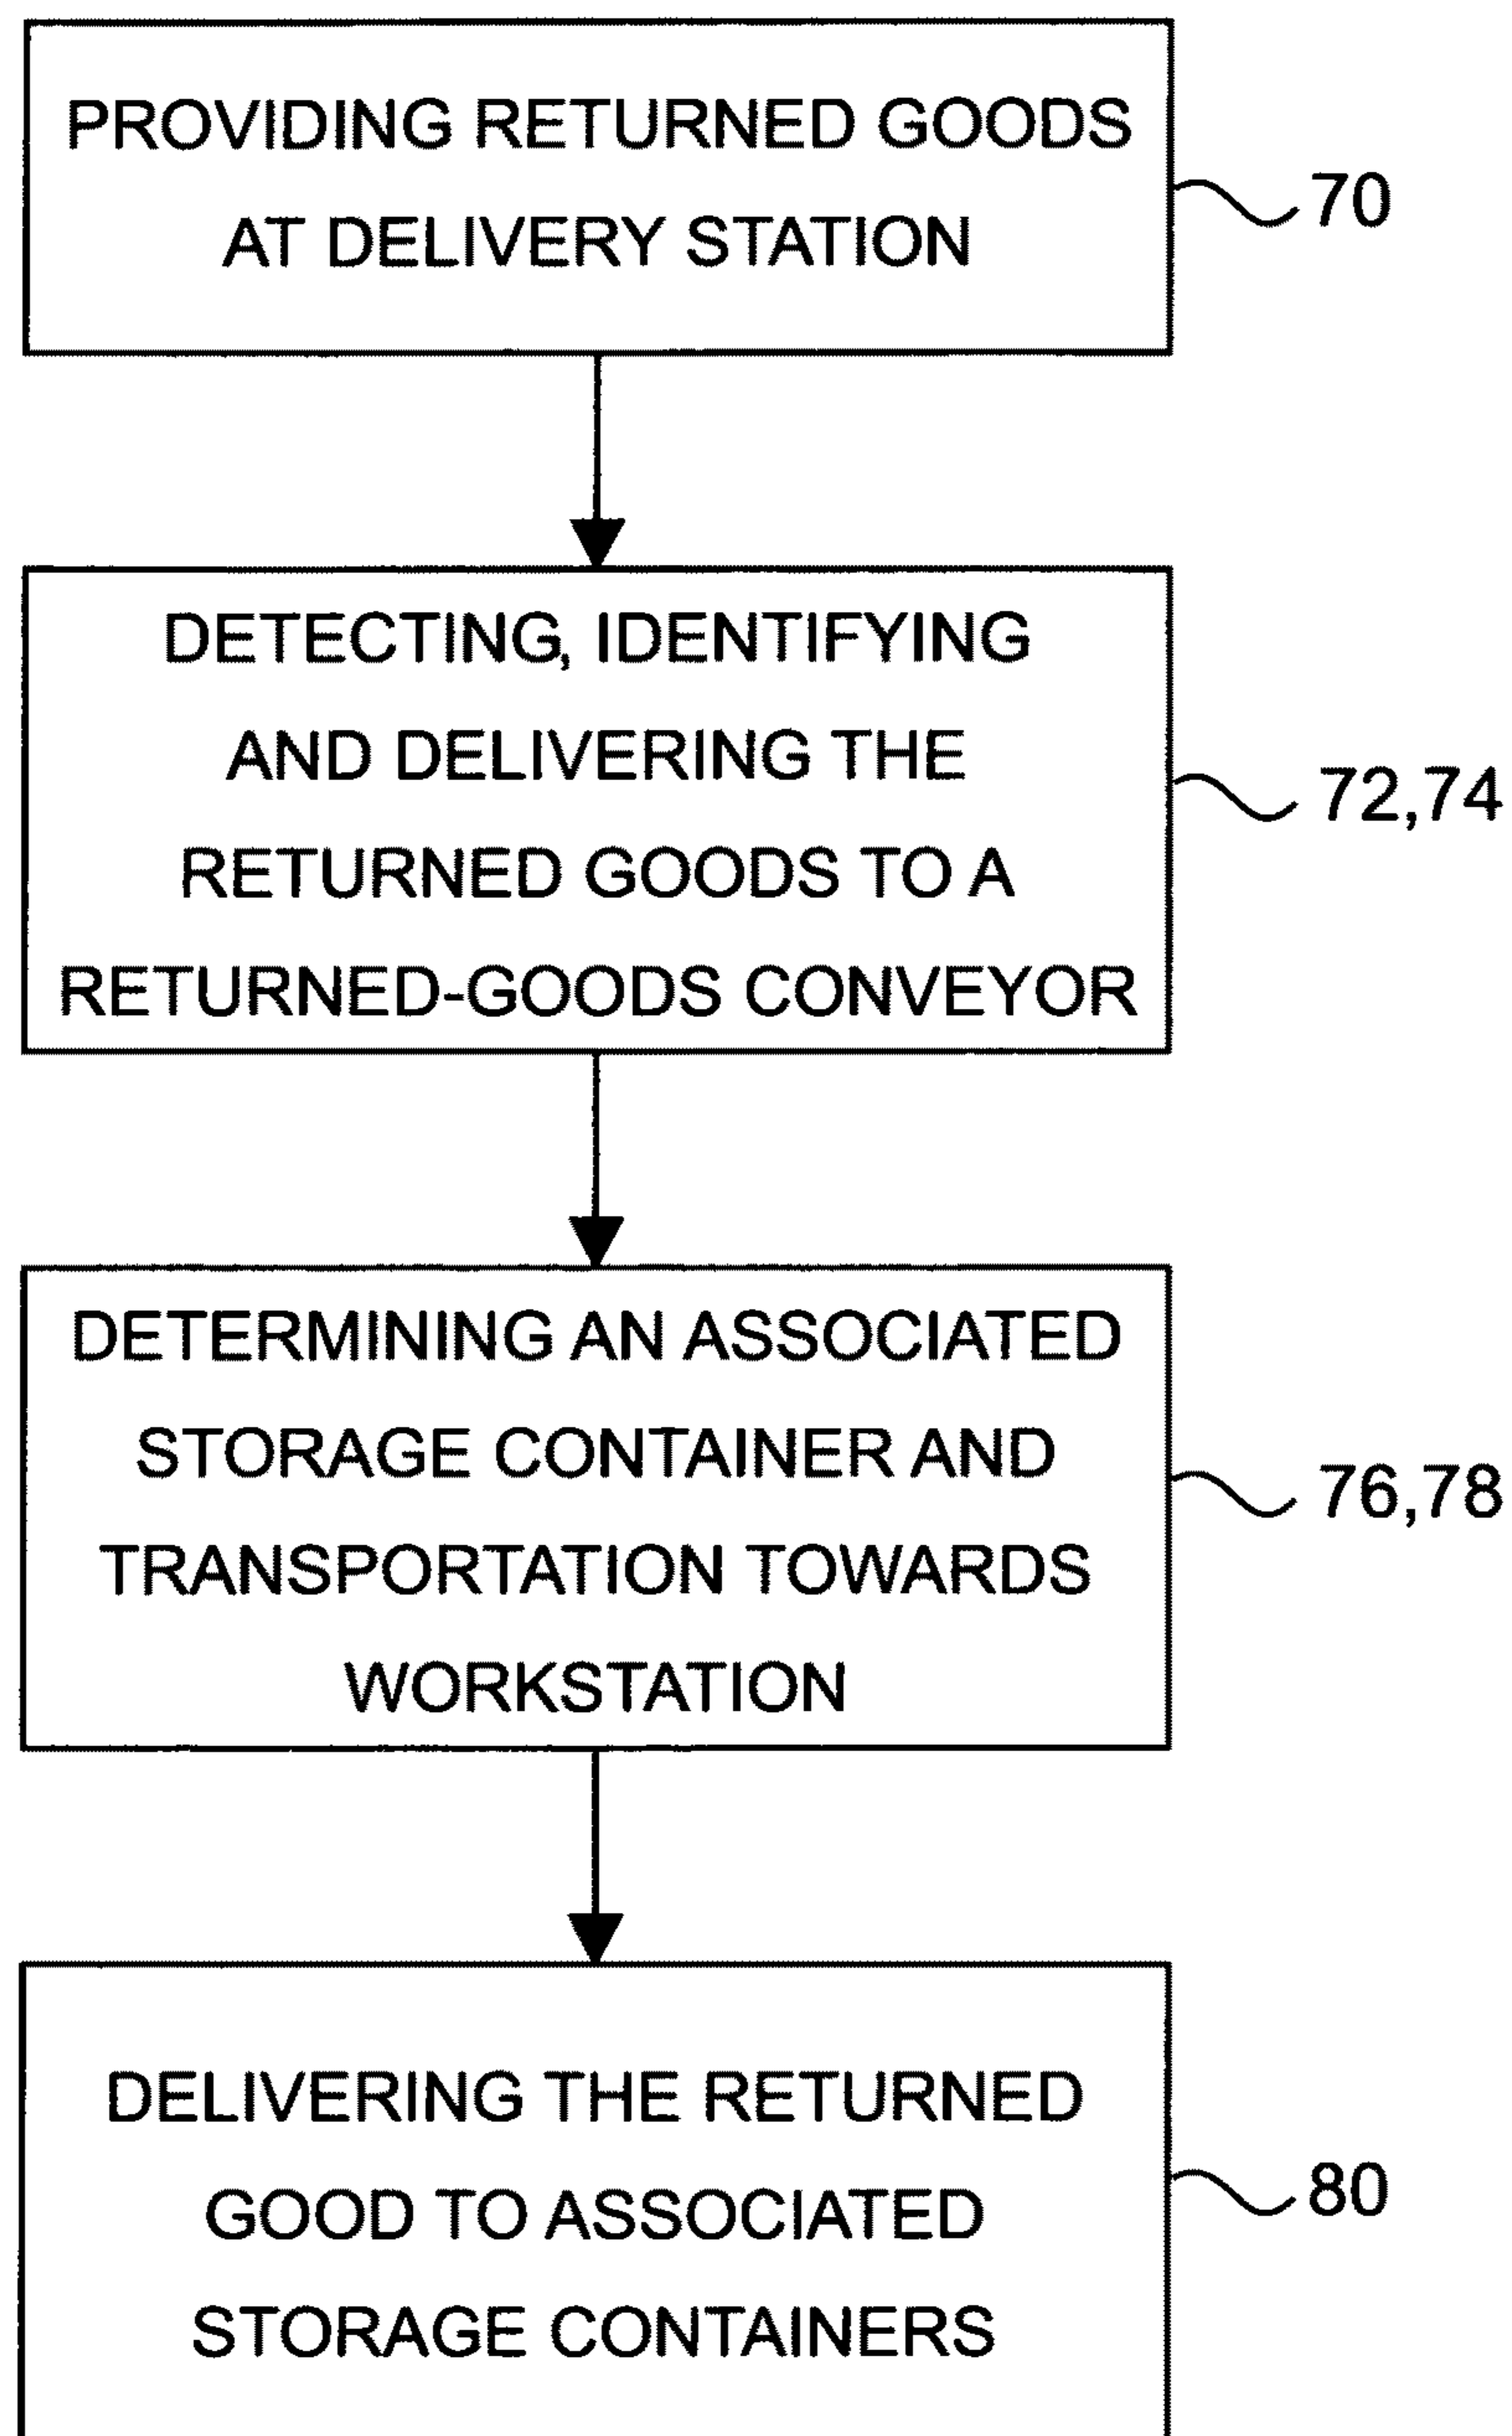 PROVIDING RETURNED GOODS
AT DELIVERY STATION
70
DETECTING, IDENTIFYING
AND DELIVERING THE
RETURNED GOODS TO A
RETURNED-GOODS CONVEYOR
72,74
DETERMINING AN ASSOCIATED
STORAGE CONTAINER AND
TRANSPORTATION TOWARDS
WORKSTATION
76,78
DELIVERING THE RETURNED
GOOD TO ASSOCIATED
STORAGE CONTAINERS
80